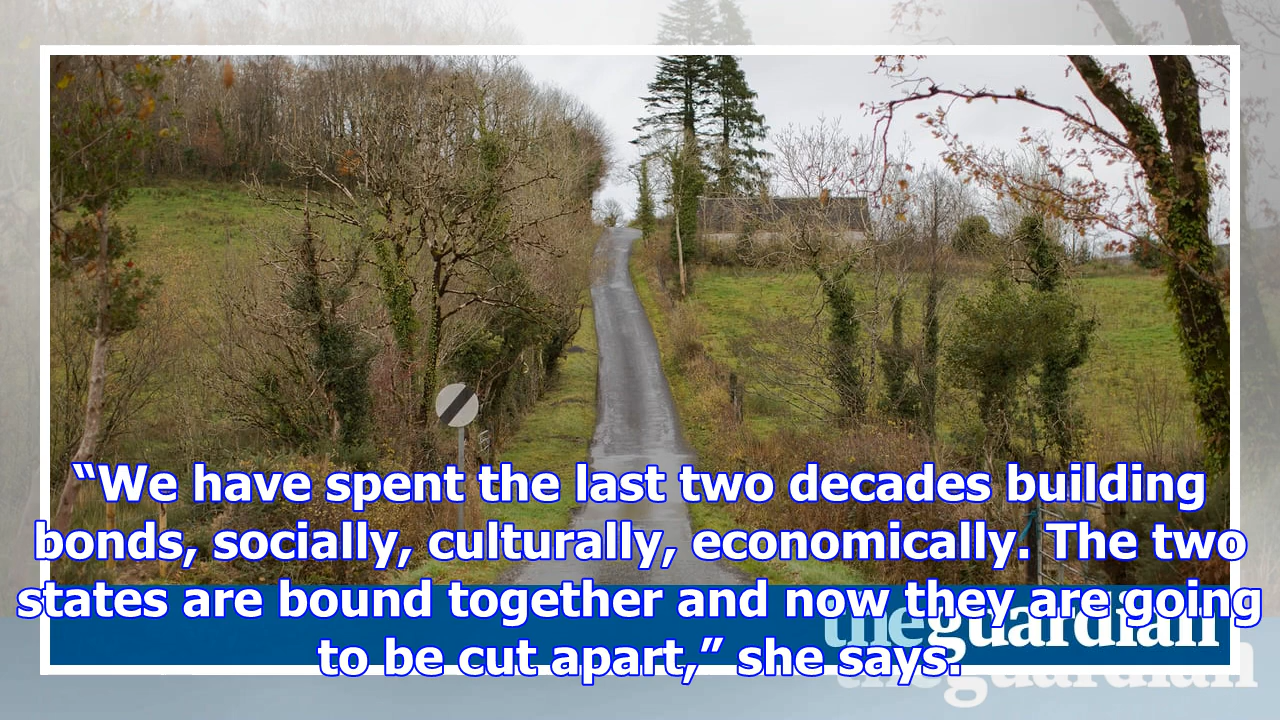 “We have spent the last two decades building
bonds, socially, culturally, economically. The two
states are bound together and now they are going
to be cut apart,” she says.
theguardian
theguardian